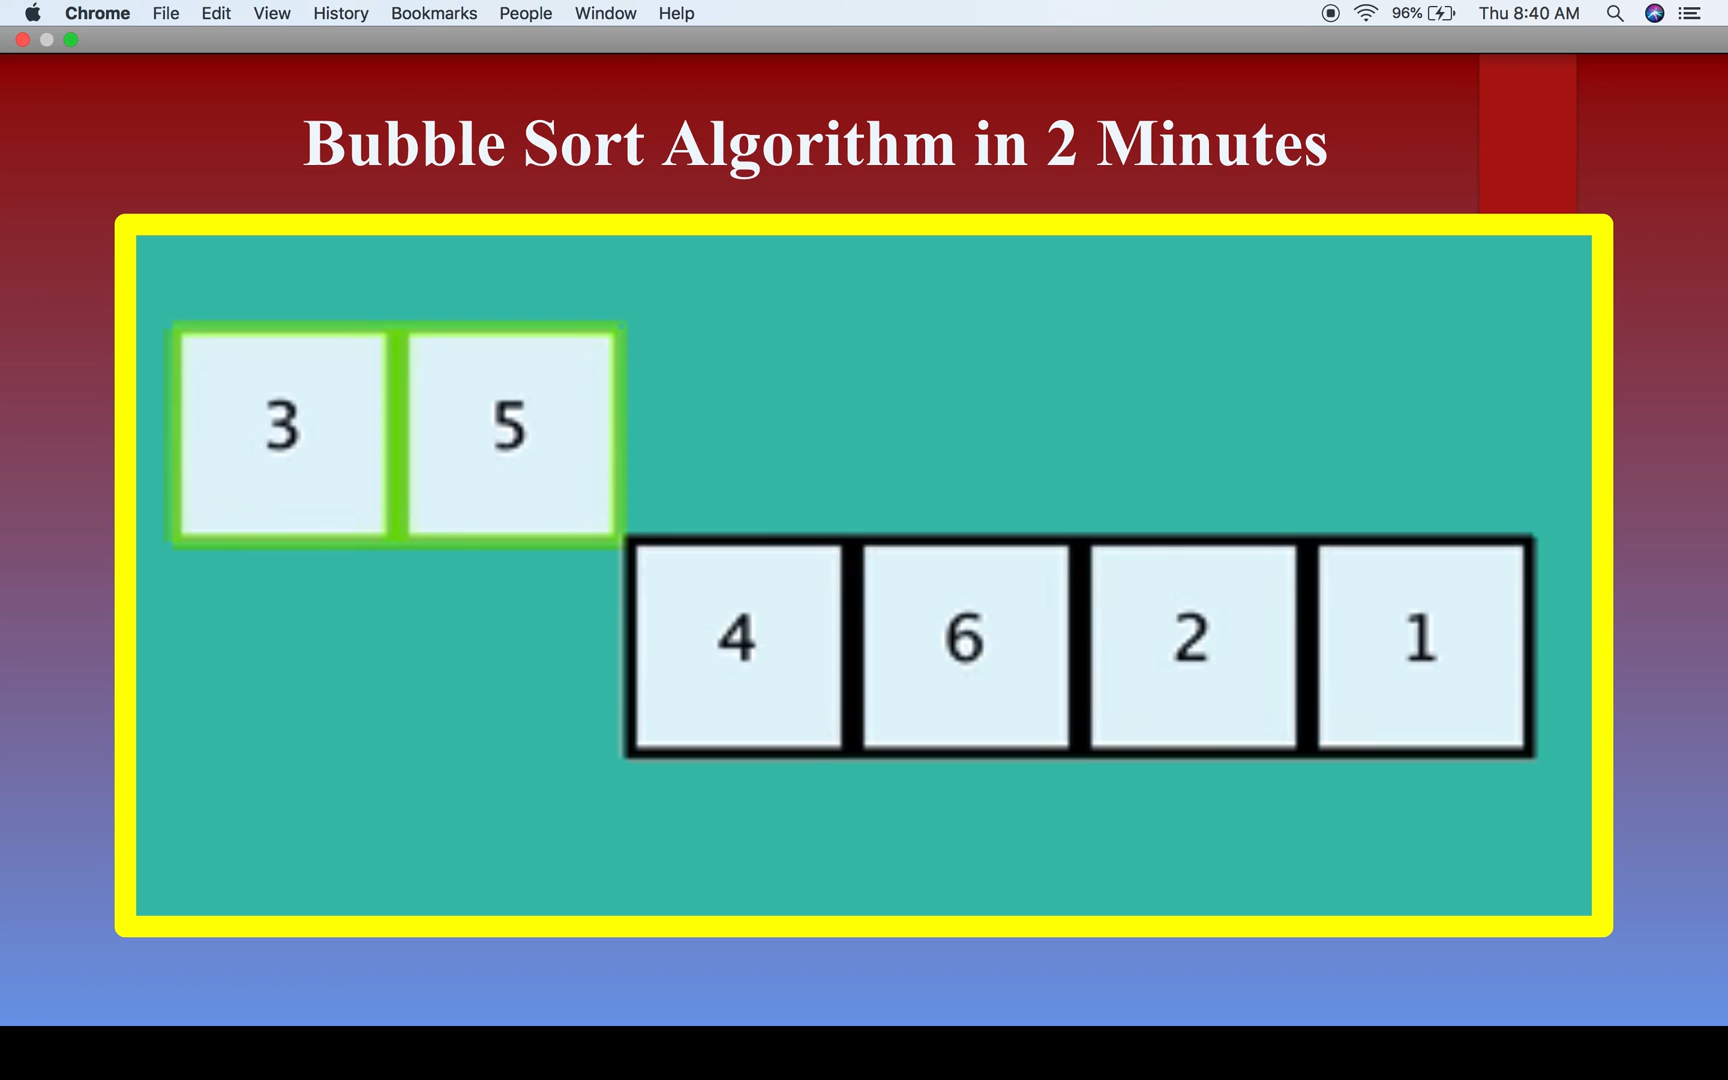 Chrome File Edit View History Bookmarks People Window Help 96% Thu 8:40 AM
Bubble Sort Algorithm in 2 Minutes
3 5
4 6 2 1